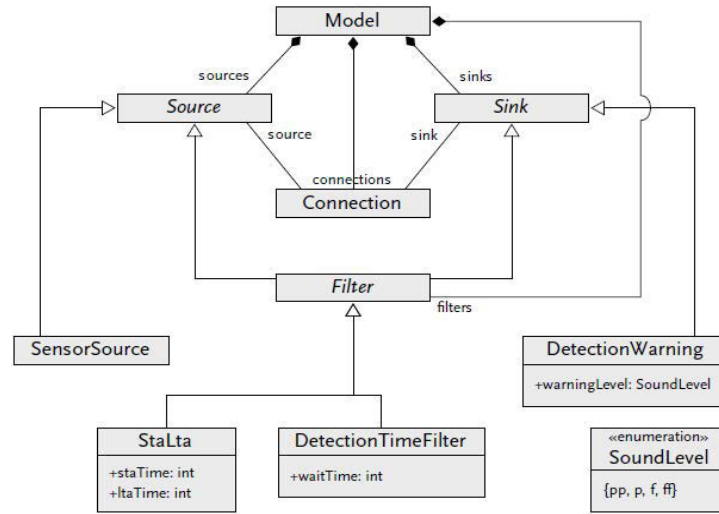 Model
sources
sinks
Source
Sink
source
sink
connections
Connection
Filter
filters
SensorSource
DetectionWarning
+warningLevel: SoundLevel
StaLta
+staTime: int
+ltaTime: int
DetectionTimeFilter
+waitTime: int
«enumeration»
SoundLevel
{pp, p, f, ff}